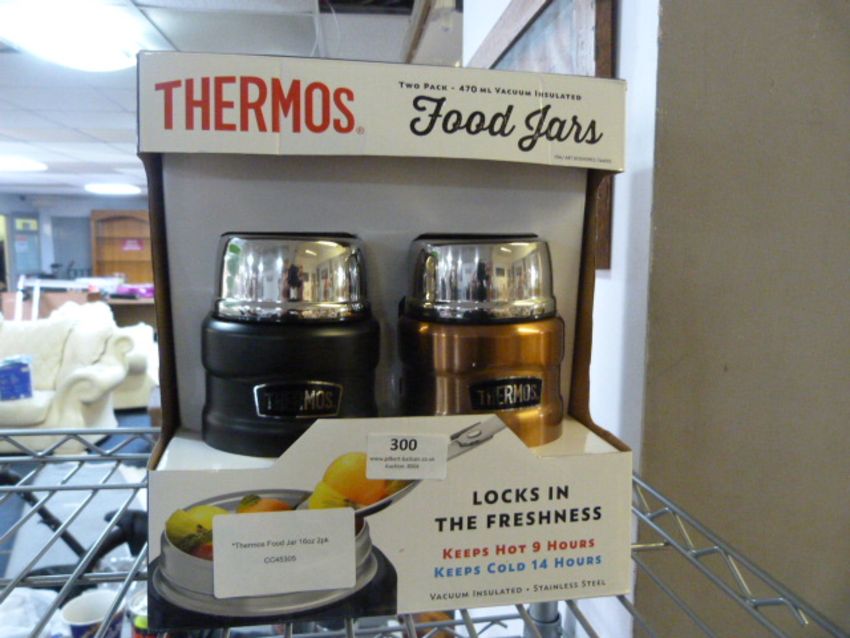 THERMOS®
TWO PACK - 470 ML VACUUM INSULATED
Food Jars
THERMOS
THERMOS
300
Auction
LOCKS IN
THE FRESHNESS
KEEPS HOT 9 HOURS
KEEPS COLD 14 HOURS
VACUUM INSULATED • STAINLESS STEEL
*Thermos Food Jar 16oz 2pk